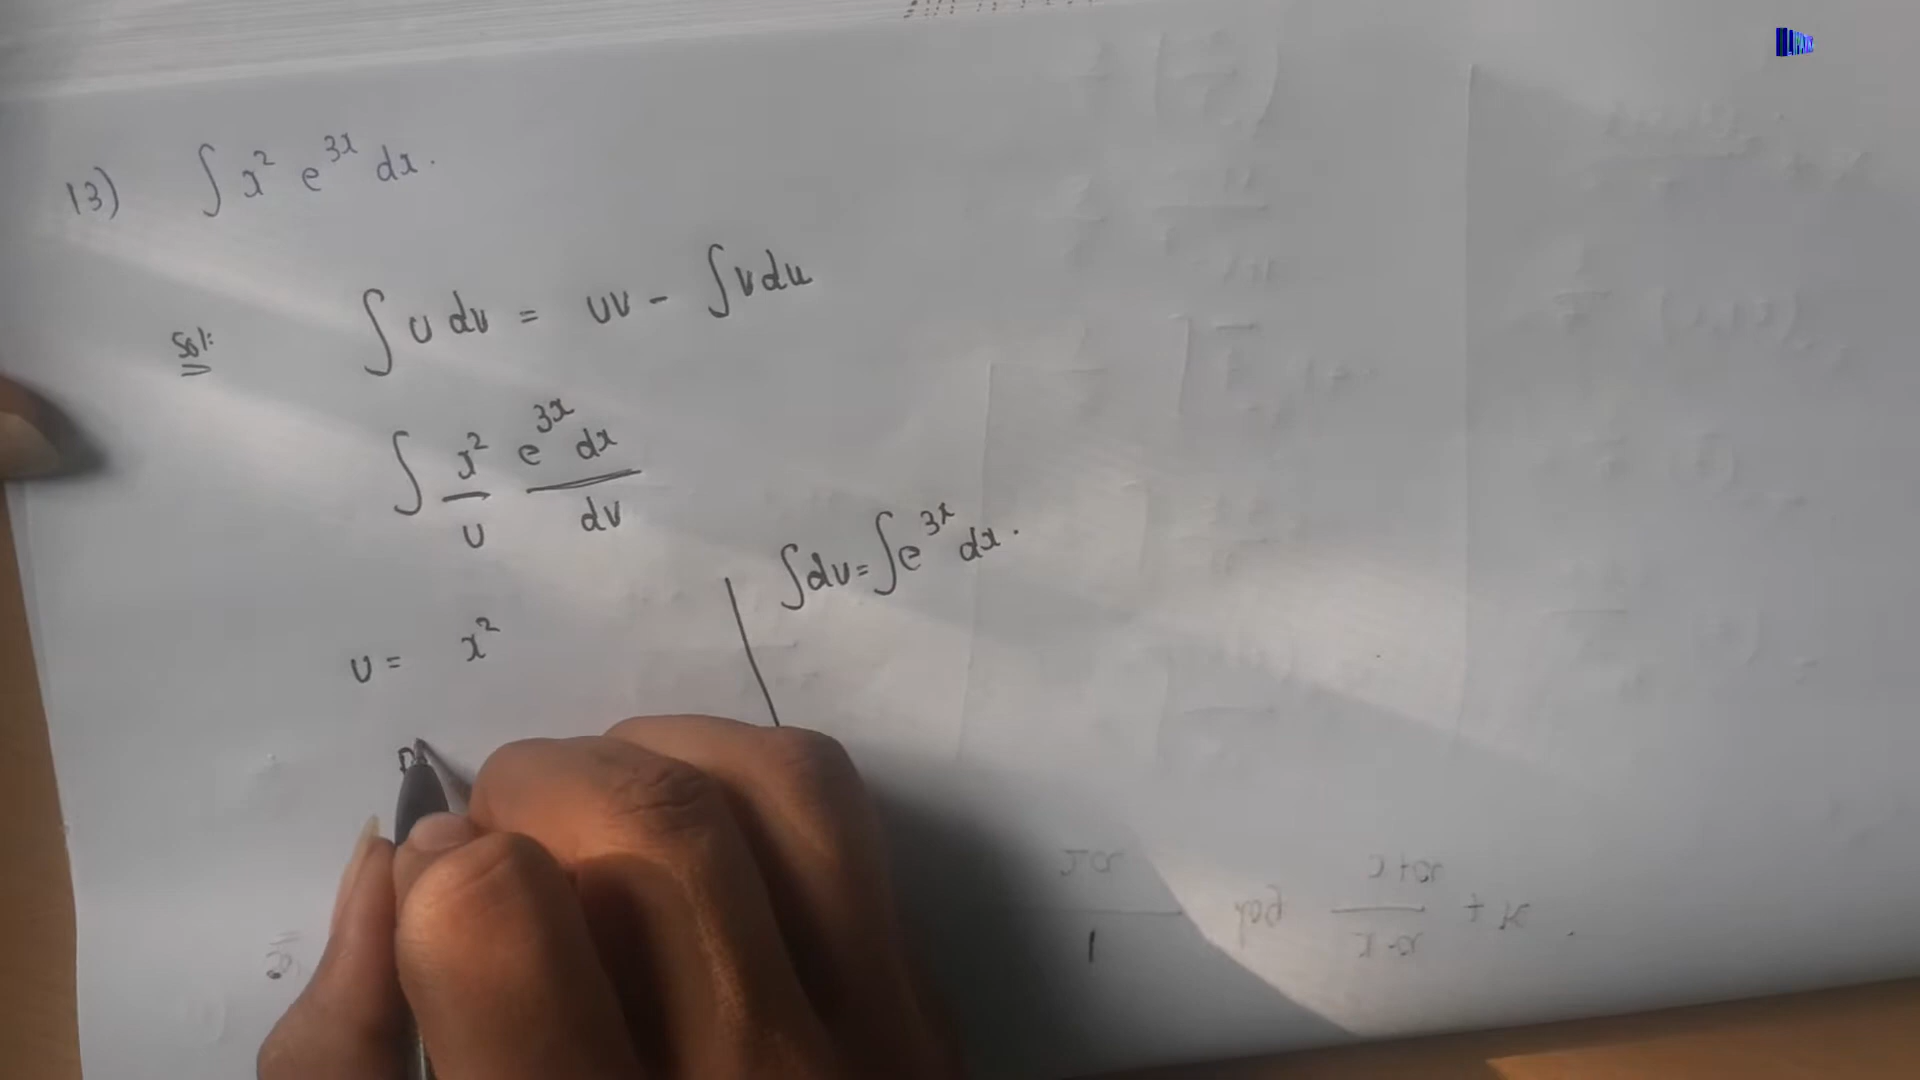 13) ∫ x² e^{3x} dx.
Sol: ∫ u dv = uv - ∫ v du
∫ x² e^{3x} dx
u dv
u = x²
∫ dv = ∫ e^{3x} dx.